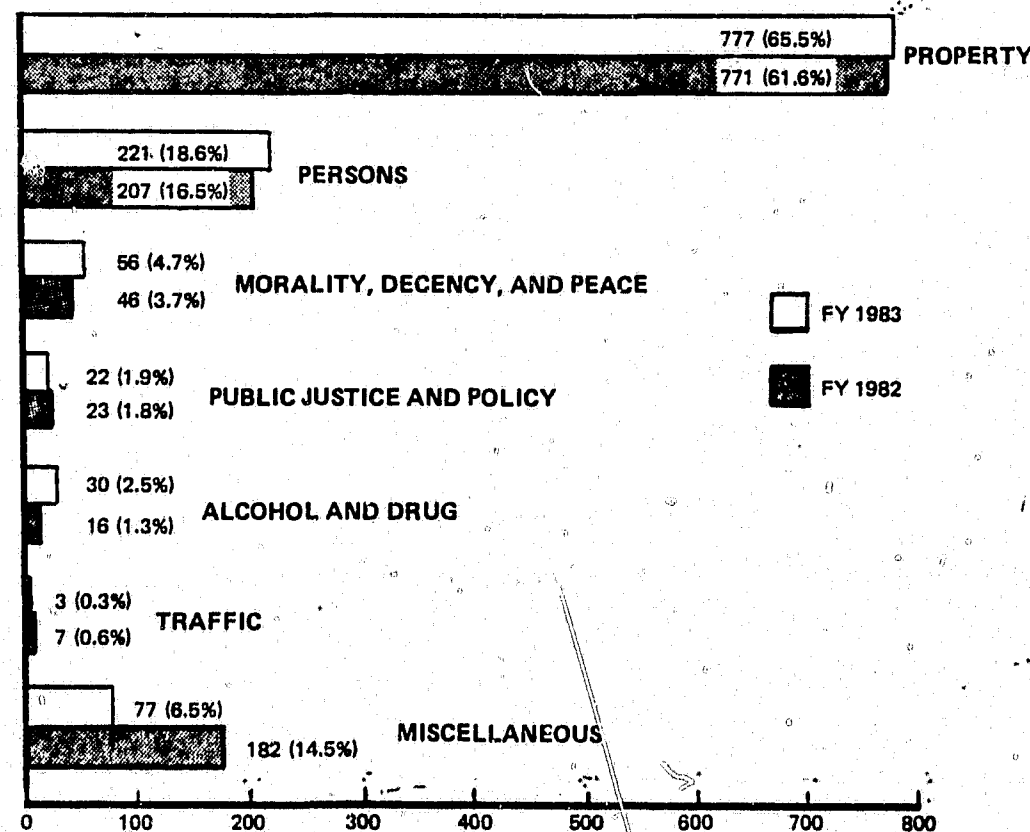 777 (65.5%)
PROPERTY
771 (61.6%)
221 (18.6%)
PERSONS
207 (16.5%)
56 (4.7%)
MORALITY, DECENCY, AND PEACE
46 (3.7%)
FY 1983
22 (1.9%)
PUBLIC JUSTICE AND POLICY
23 (1.8%)
FY 1982
30 (2.5%)
ALCOHOL AND DRUG
16 (1.3%)
3 (0.3%)
TRAFFIC
7 (0.6%)
77 (6.5%)
MISCELLANEOUS
182 (14.5%)
0 100 200 300 400 500 600 700 800